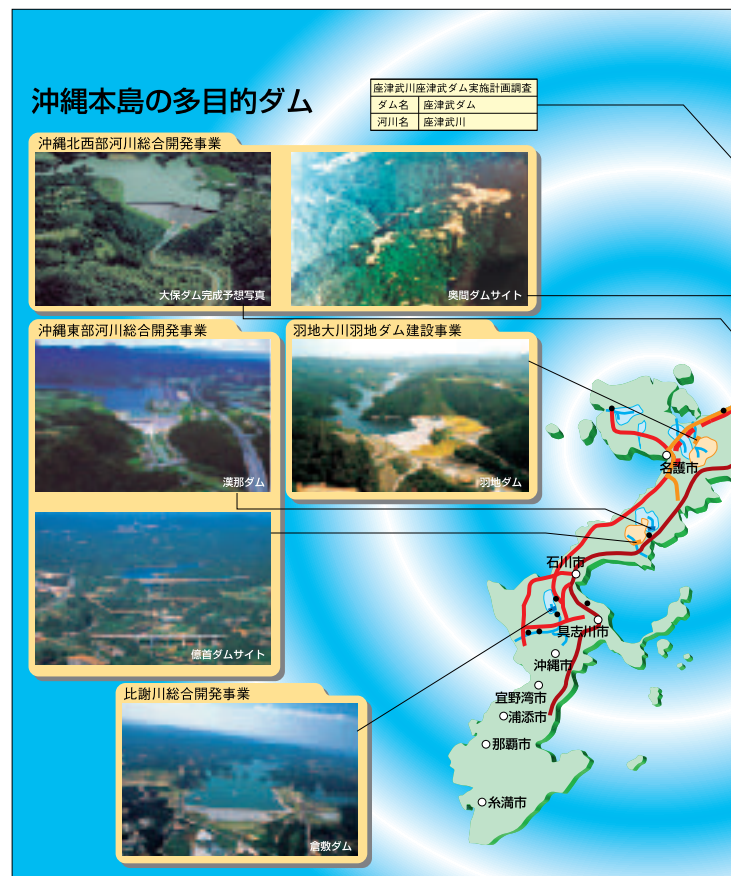 沖縄本島の多目的ダム
座津武川座津武ダム実施計画調査
ダム名 座津武ダム
河川名 座津武川
沖縄北西部河川総合開発事業
大保ダム完成予想写真
奥間ダムサイト
沖縄東部河川総合開発事業
漢那ダム
億首ダムサイト
羽地大川羽地ダム建設事業
羽地ダム
比謝川総合開発事業
倉敷ダム
名護市
石川市
具志川市
沖縄市
宜野湾市
浦添市
那覇市
糸満市